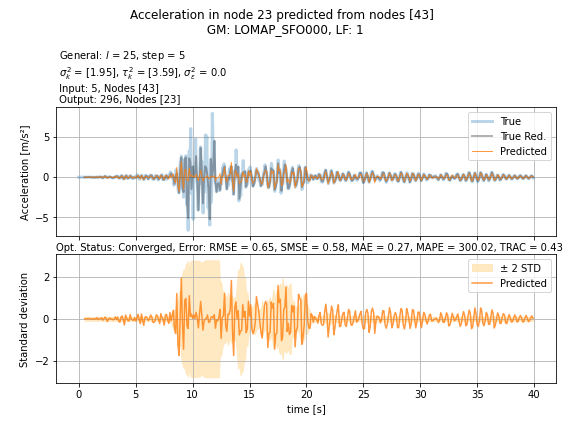 Acceleration in node 23 predicted from nodes [43]
GM: LOMAP_SFO000, LF: 1
General: l = 25, step = 5
σ²ₖ = [1.95], τ²ₖ = [3.59], σ²ε = 0.0
Input: 5, Nodes [43]
Output: 296, Nodes [23]
True
True Red.
Predicted
Acceleration [m/s²]
5
0
−5
Opt. Status: Converged, Error: RMSE = 0.65, SMSE = 0.58, MAE = 0.27, MAPE = 300.02, TRAC = 0.43
± 2 STD
Predicted
Standard deviation
2
0
−2
0 5 10 15 20 25 30 35 40
time [s]